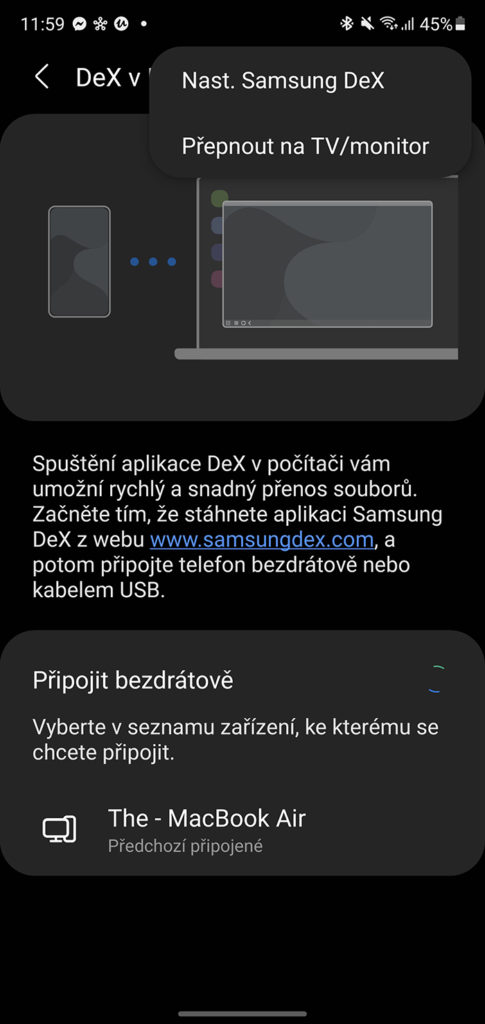 11:59
45%
DeX v
Nast. Samsung DeX
Přepnout na TV/monitor
Spuštění aplikace DeX v počítači vám
umožní rychlý a snadný přenos souborů.
Začněte tím, že stáhnete aplikaci Samsung
DeX z webu www.samsungdex.com, a
potom připojte telefon bezdrátově nebo
kabelem USB.
Připojit bezdrátově
Vyberte v seznamu zařízení, ke kterému se
chcete připojit.
The - MacBook Air
Předchozí připojené